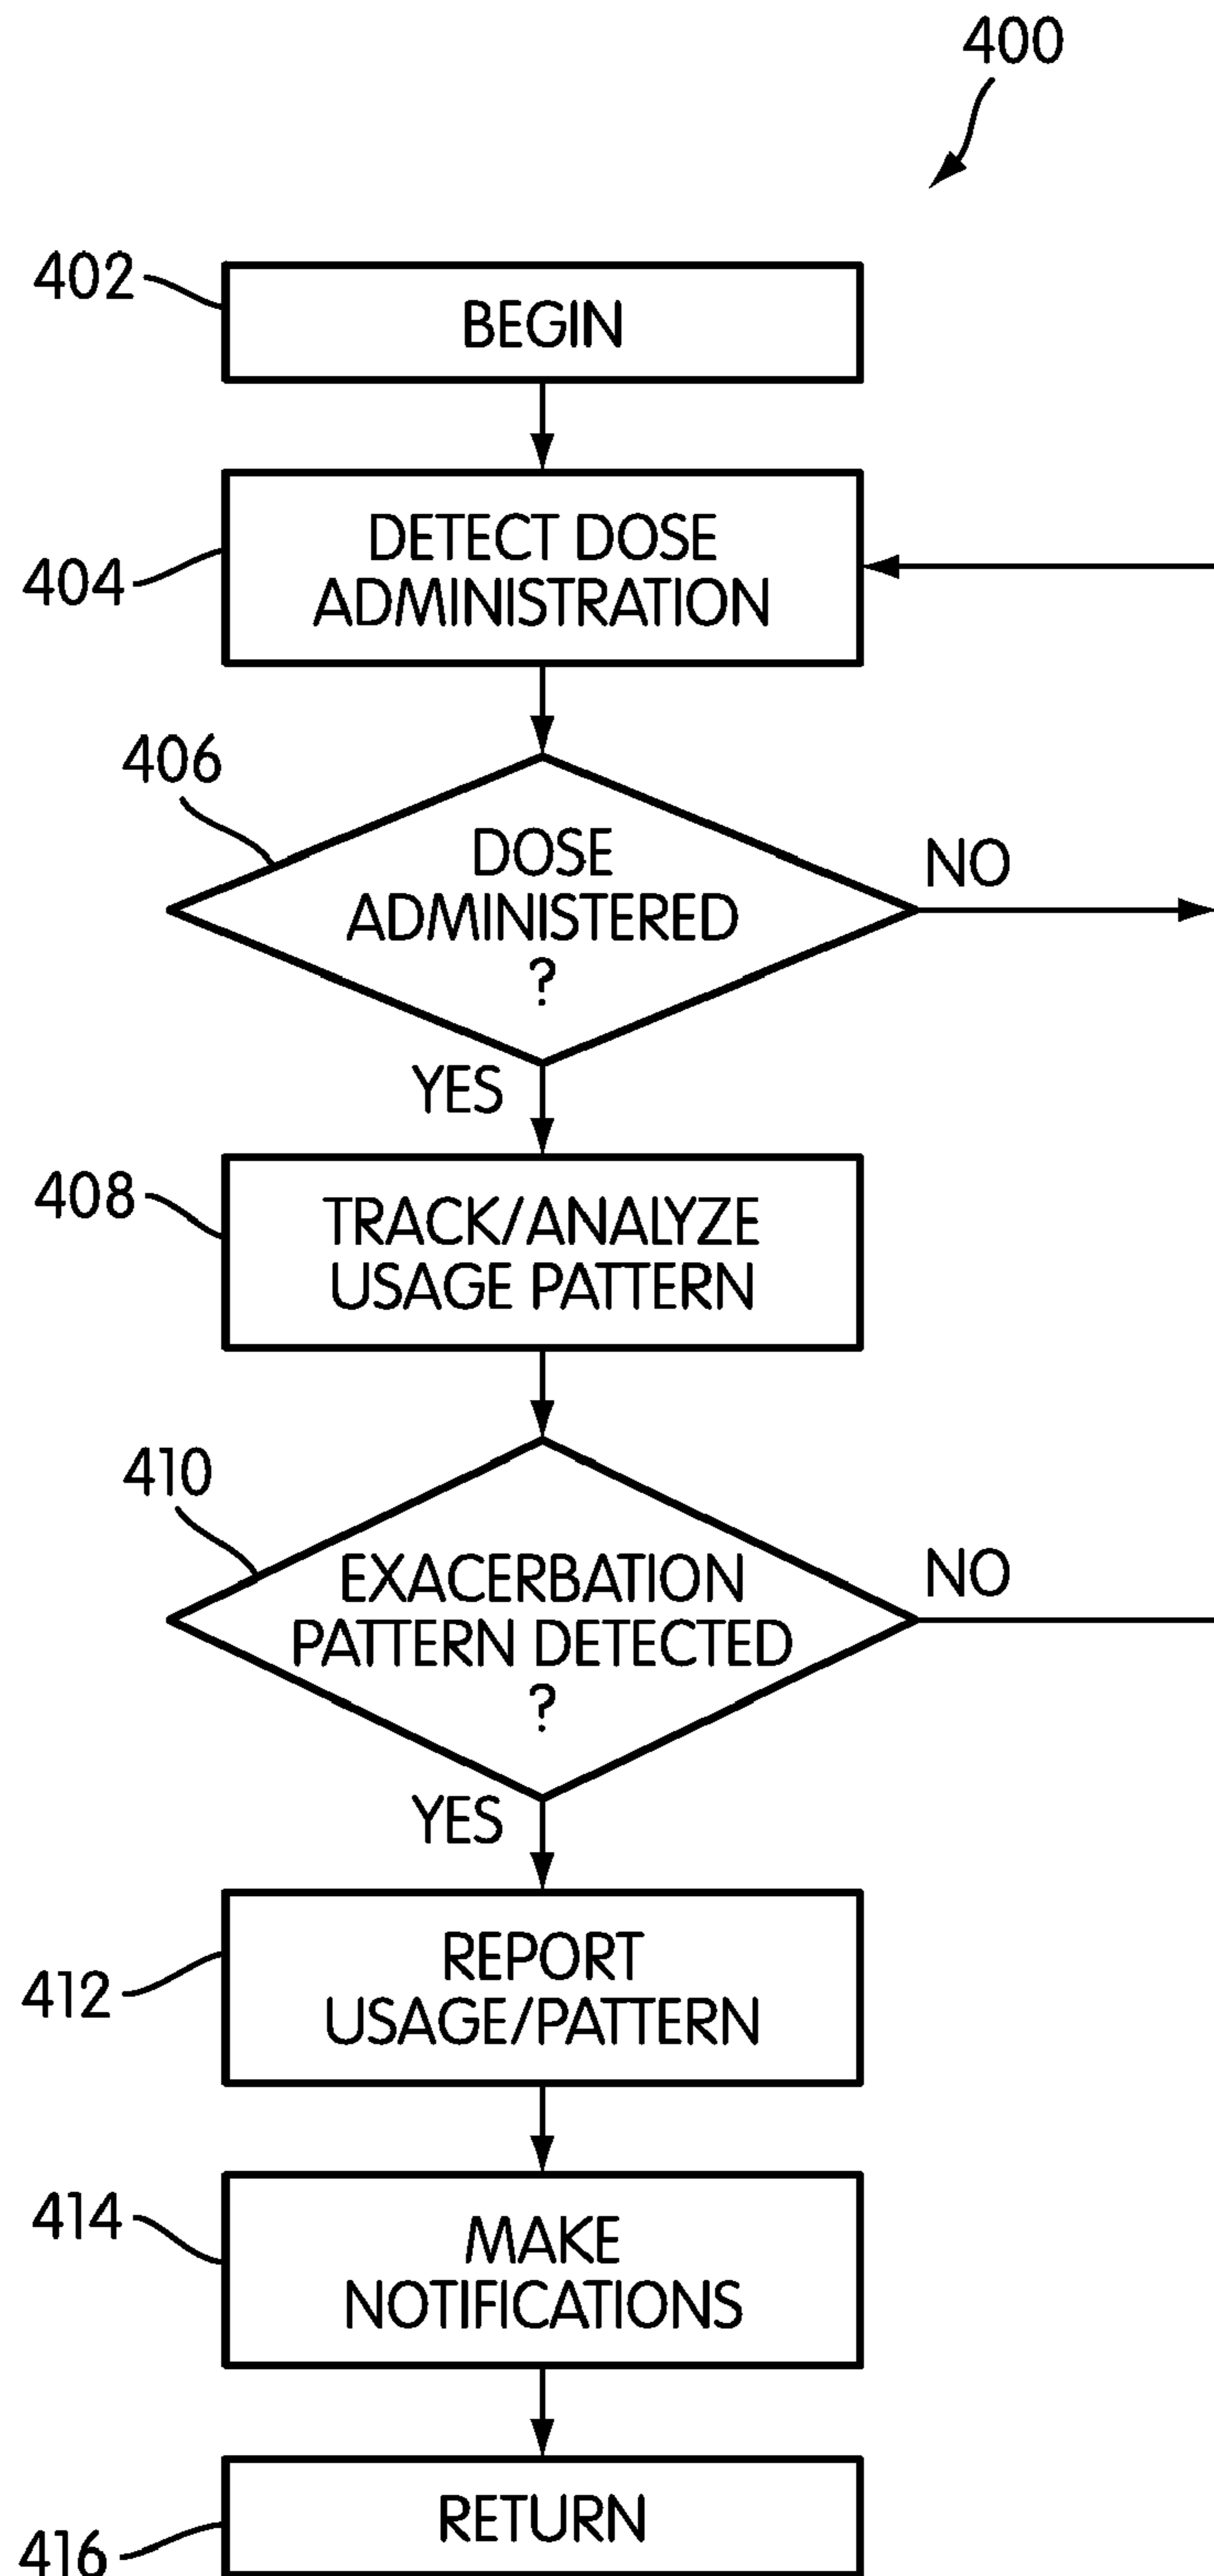 400
402
BEGIN
404
DETECT DOSE
ADMINISTRATION
406
DOSE
ADMINISTERED
?
NO
YES
408
TRACK/ANALYZE
USAGE PATTERN
410
EXACERBATION
PATTERN DETECTED
?
NO
YES
412
REPORT
USAGE/PATTERN
414
MAKE
NOTIFICATIONS
416
RETURN